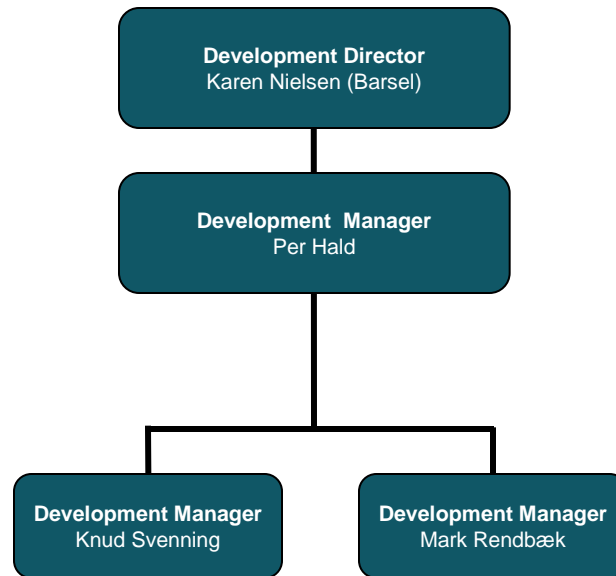 Development Director
Karen Nielsen (Barsel)
Development Manager
Per Hald
Development Manager
Knud Svenning
Development Manager
Mark Rendbæk